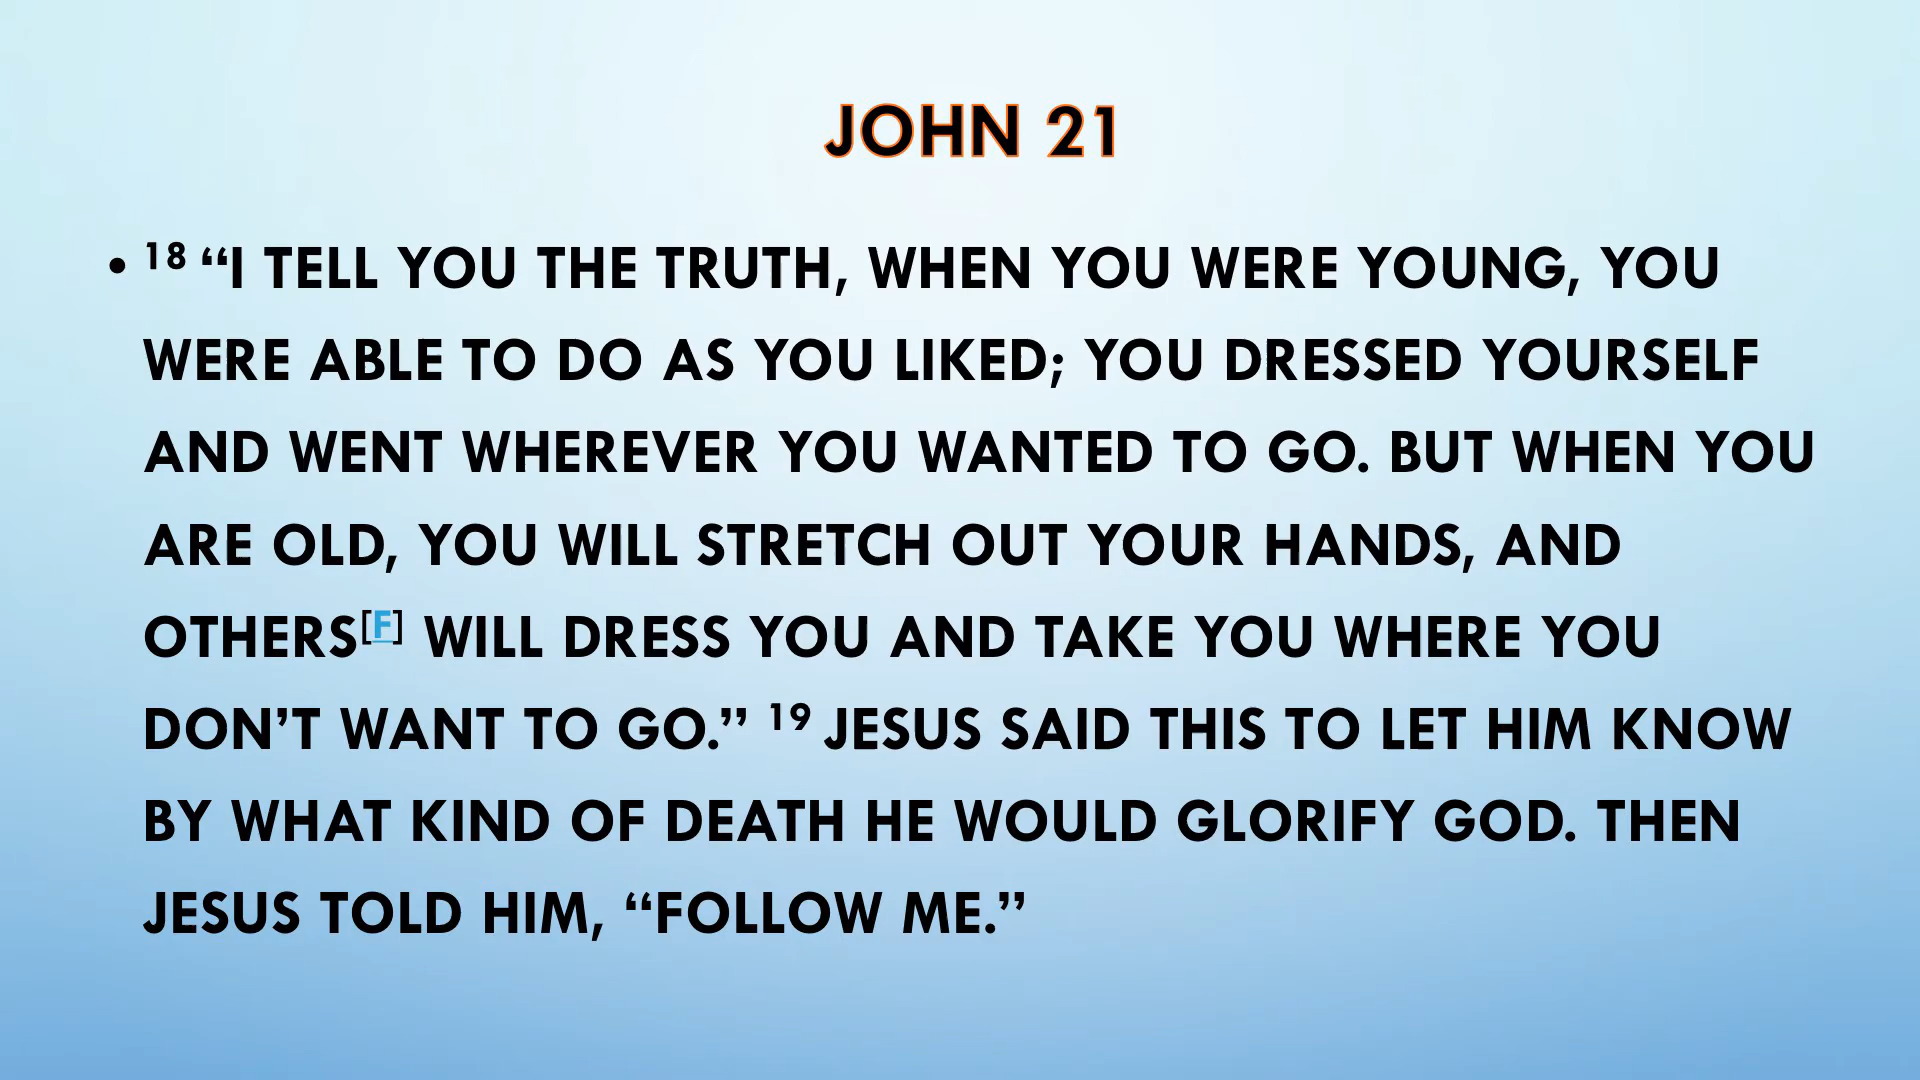 JOHN 21
• 18 “I TELL YOU THE TRUTH, WHEN YOU WERE YOUNG, YOU
WERE ABLE TO DO AS YOU LIKED; YOU DRESSED YOURSELF
AND WENT WHEREVER YOU WANTED TO GO. BUT WHEN YOU
ARE OLD, YOU WILL STRETCH OUT YOUR HANDS, AND
OTHERS[F] WILL DRESS YOU AND TAKE YOU WHERE YOU
DON’T WANT TO GO.” 19 JESUS SAID THIS TO LET HIM KNOW
BY WHAT KIND OF DEATH HE WOULD GLORIFY GOD. THEN
JESUS TOLD HIM, “FOLLOW ME.”